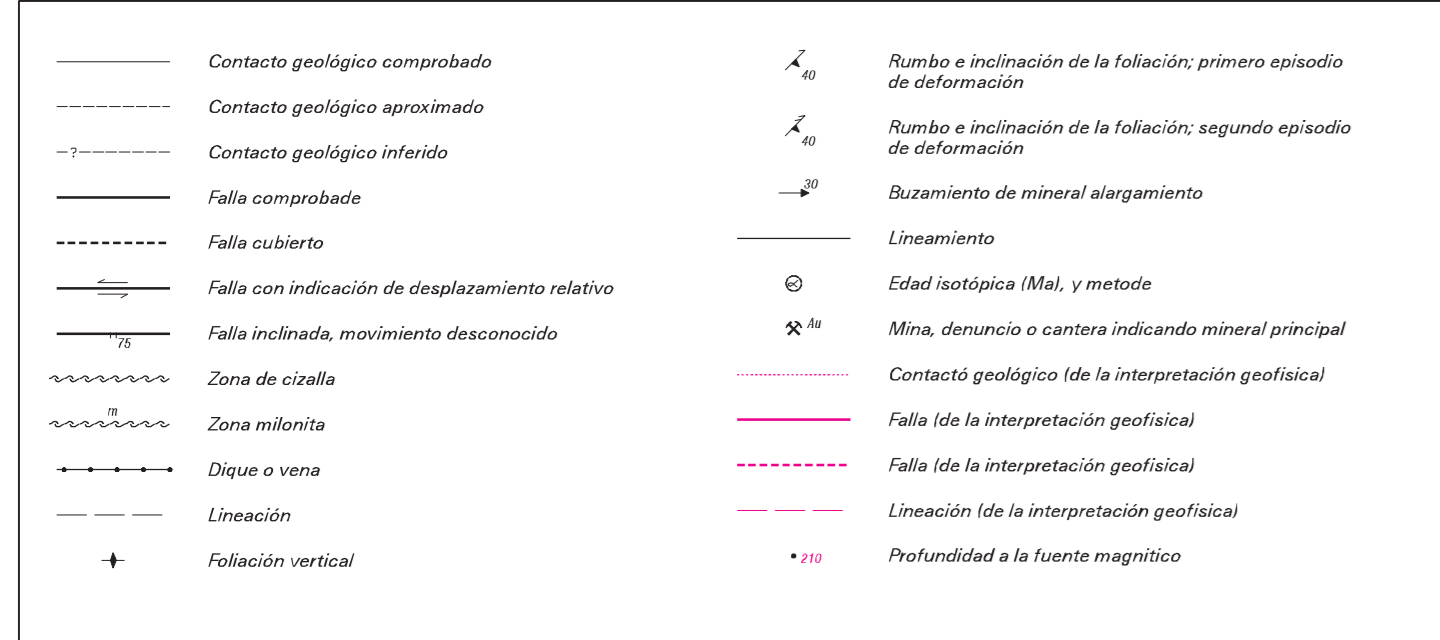 Contacto geológico comprobado
Contacto geológico aproximado
?
Contacto geológico inferido
Falla comprobade
Falla cubierto
Falla con indicación de desplazamiento relativo
75
Falla inclinada, movimiento desconocido
Zona de cizalla
m
Zona milonita
Dique o vena
Lineación
Foliación vertical
40
Rumbo e inclinación de la foliación; primero episodio
de deformación
40
Rumbo e inclinación de la foliación; segundo episodio
de deformación
30
Buzamiento de mineral alargamiento
Lineamiento
Edad isotópica (Ma), y metode
Au
Mina, denuncio o cantera indicando mineral principal
Contactó geológico (de la interpretación geofisica)
Falla (de la interpretación geofisica)
Falla (de la interpretación geofisica)
Lineación (de la interpretación geofisica)
210
Profundidad a la fuente magnitico